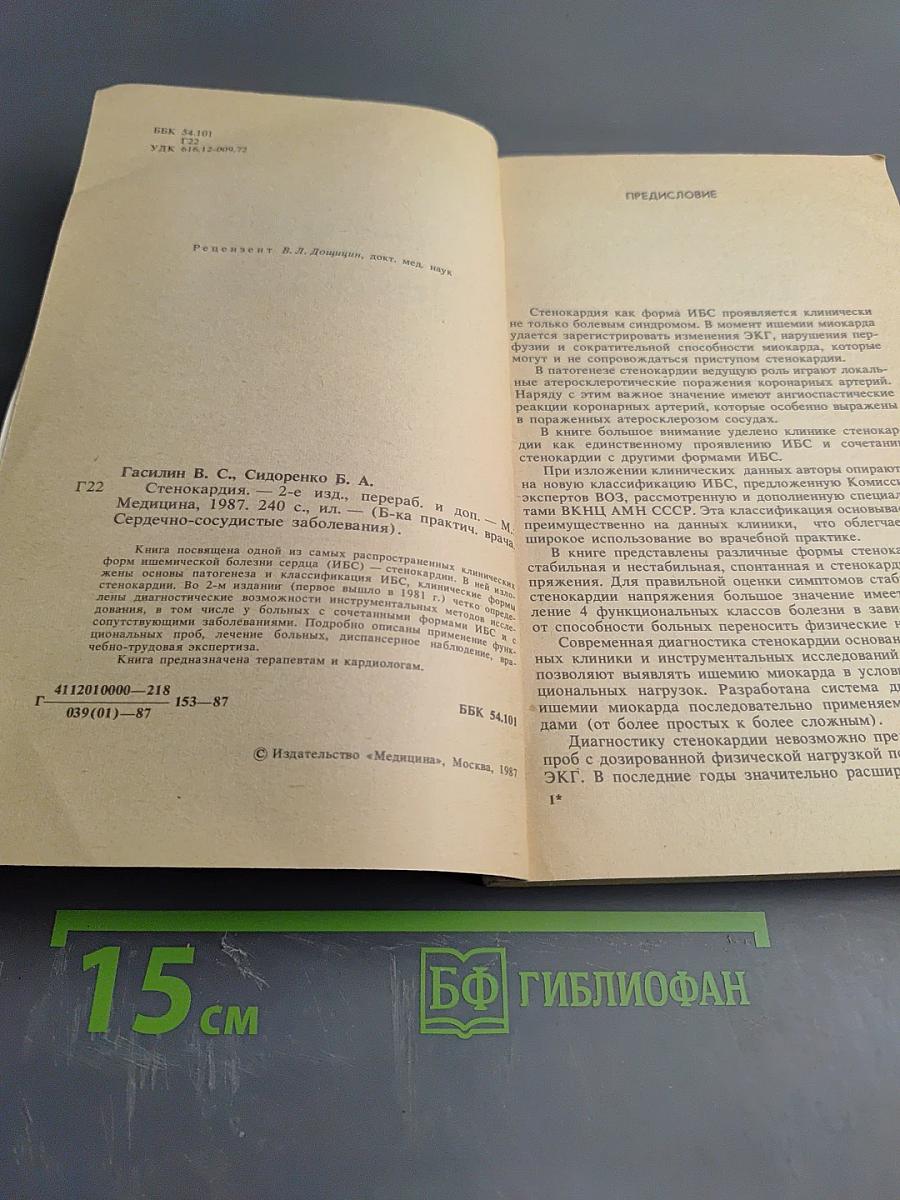 ББК 54.101
Г22
УДК 616.12-009.72
Рецензент В. Л. Дощицин, докт. мед. наук
Гасилин В. С., Сидоренко Б. А.
Г22 Стенокардия. — 2-е изд., перераб. и доп. — М.:
Медицина, 1987. 240 с., ил. — (Б-ка практич. врача.
Сердечно-сосудистые заболевания).
Книга посвящена одной из самых распространенных клинических
форм ишемической болезни сердца (ИБС) — стенокардии. В ней изло-
жены основы патогенеза и классификация ИБС, клинические формы
стенокардии. Во 2-м издании (первое вышло в 1981 г.) четко опреде-
лены диагностические возможности инструментальных методов иссле-
дования, в том числе у больных с сочетанными формами ИБС и с
сопутствующими заболеваниями. Подробно описаны применение функ-
циональных проб, лечение больных, диспансерное наблюдение, вра-
чебно-трудовая экспертиза.
Книга предназначена терапевтам и кардиологам.
Г 4112010000—218 153—87
039(01)—87
ББК 54.101
© Издательство «Медицина», Москва, 1987
ПРЕДИСЛОВИЕ
Стенокардия как форма ИБС проявляется клинически
не только болевым синдромом. В момент ишемии миокарда
удается зарегистрировать изменения ЭКГ, нарушения пер-
фузии и сократительной способности миокарда, которые
могут и не сопровождаться приступом стенокардии.
В патогенезе стенокардии ведущую роль играют локаль-
ные атеросклеротические поражения коронарных артерий.
Наряду с этим важное значение имеют ангиоспастические
реакции коронарных артерий, которые особенно выражены
в пораженных атеросклерозом сосудах.
В книге большое внимание уделено клинике стенокар
дии как единственному проявлению ИБС и сочетани
стенокардии с другими формами ИБС.
При изложении клинических данных авторы опирают
на новую классификацию ИБС, предложенную Комисси
экспертов ВОЗ, рассмотренную и дополненную специал
тами ВКНЦ АМН СССР. Эта классификация основывае
преимущественно на данных клиники, что облегчае
широкое использование во врачебной практике.
В книге представлены различные формы стенока
стабильная и нестабильная, спонтанная и стенокарди
пряжения. Для правильной оценки симптомов стаб
стенокардии напряжения большое значение имее
ление 4 функциональных классов болезни в зави
от способности больных переносить физические н
Современная диагностика стенокардии основан
ных клиники и инструментальных исследований
позволяют выявлять ишемию миокарда в услови
циональных нагрузок. Разработана система ди
ишемии миокарда последовательно применяем
дами (от более простых к более сложным).
Диагностику стенокардии невозможно пре
проб с дозированной физической нагрузкой по
ЭКГ. В последние годы значительно расшир
1*
15 см
БФ ГИБЛИОФАН